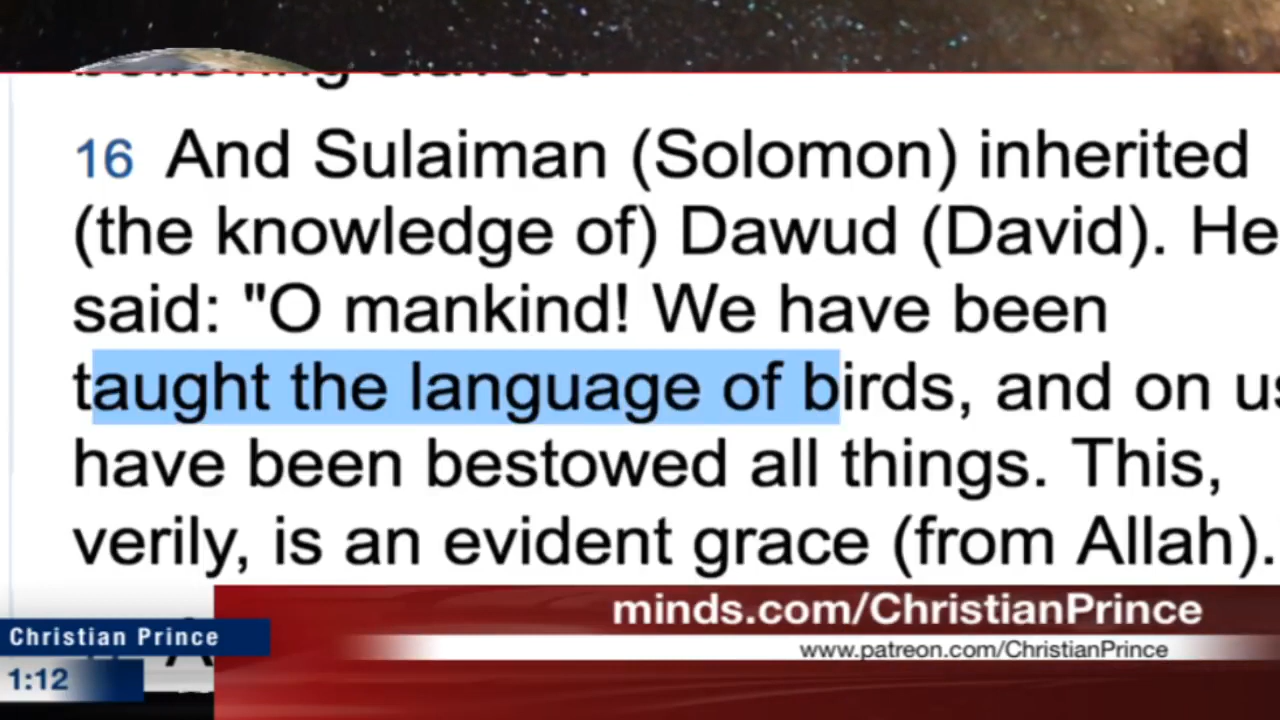 16 And Sulaiman (Solomon) inherited
(the knowledge of) Dawud (David). He
said: "O mankind! We have been
taught the language of birds, and on us
have been bestowed all things. This,
verily, is an evident grace (from Allah).
minds.com/ChristianPrince
www.patreon.com/ChristianPrince
Christian Prince
1:12